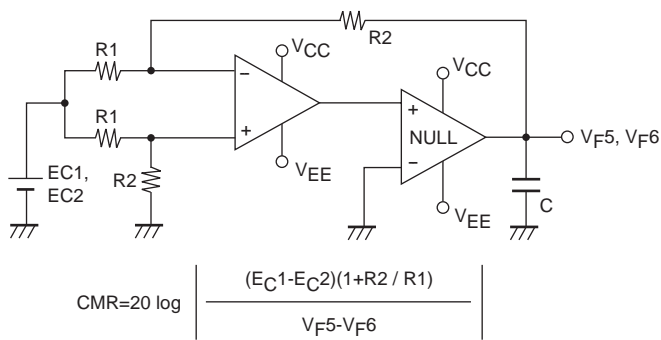 R2
R1
VCC
VCC
−
+
NULL
VF5, VF6
R1
+
−
EC1,
EC2
R2
VEE
VEE
C
CMR=20 log | (EC1-EC2)(1+R2 / R1) / VF5-VF6 |